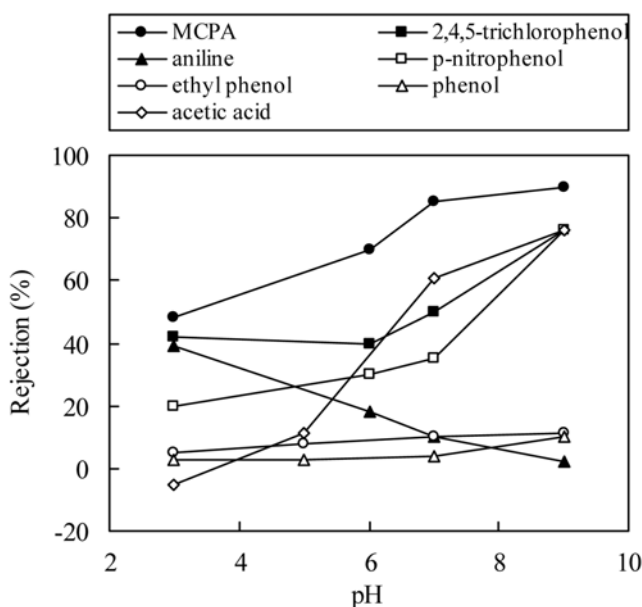 MCPA 2,4,5-trichlorophenol
aniline p-nitrophenol
ethyl phenol phenol
acetic acid
100
80
60
40
20
0
-20
Rejection (%)
2 4 6 8 10
pH